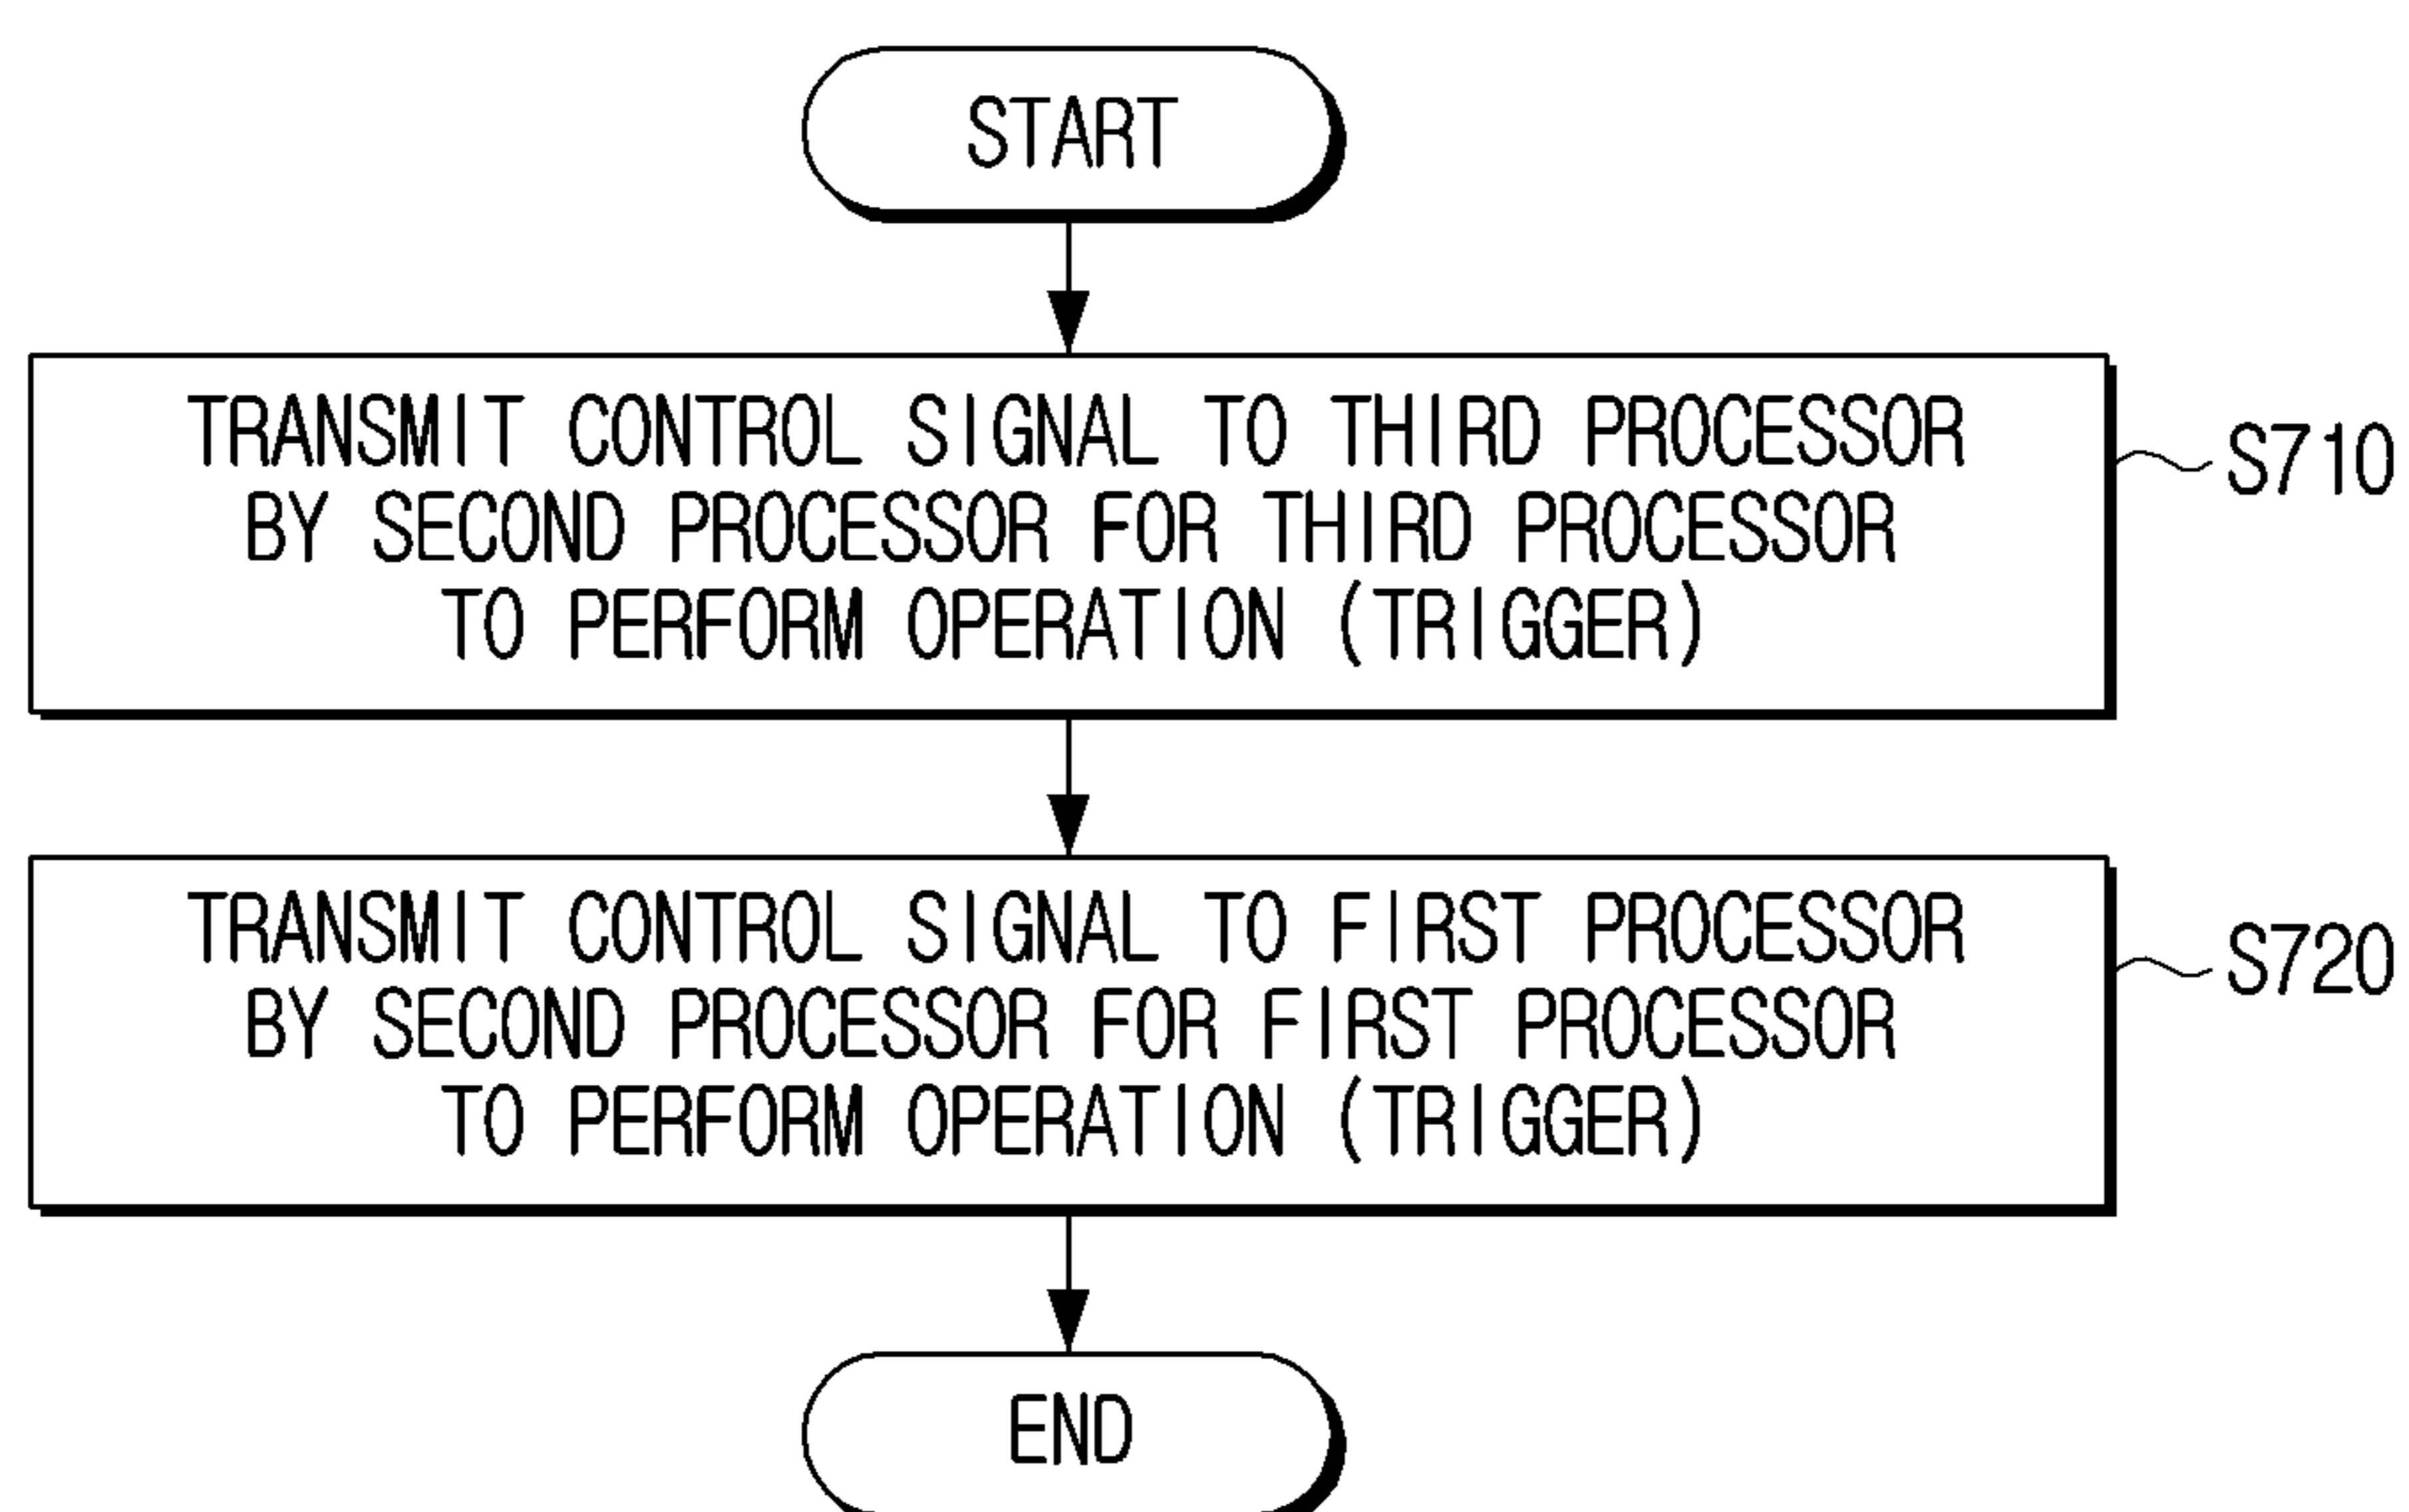 START
TRANSMIT CONTROL SIGNAL TO THIRD PROCESSOR
BY SECOND PROCESSOR FOR THIRD PROCESSOR
TO PERFORM OPERATION (TRIGGER)
S710
TRANSMIT CONTROL SIGNAL TO FIRST PROCESSOR
BY SECOND PROCESSOR FOR FIRST PROCESSOR
TO PERFORM OPERATION (TRIGGER)
S720
END